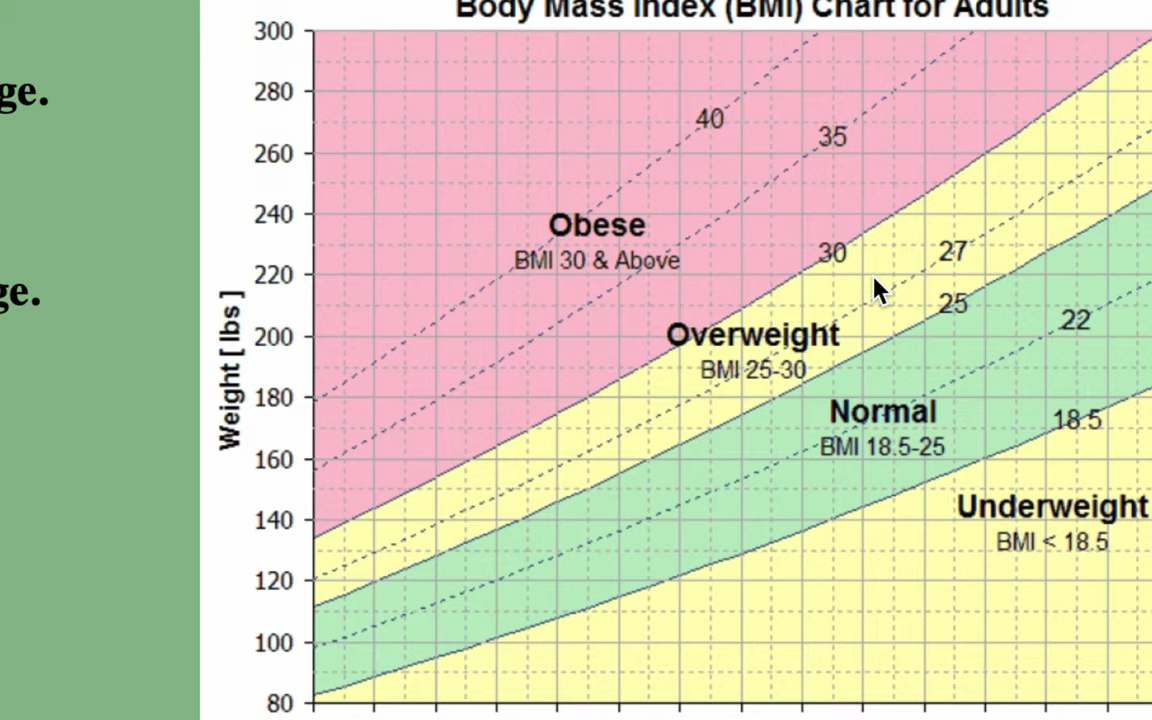 ge.
ge.
Body Mass Index (BMI) Chart for Adults
300
280
260
240
220
200
180
160
140
120
100
80
Weight [ lbs ]
40
35
Obese
BMI 30 & Above
30
27
25
Overweight
BMI 25-30
22
Normal
BMI 18.5-25
18.5
Underweight
BMI < 18.5